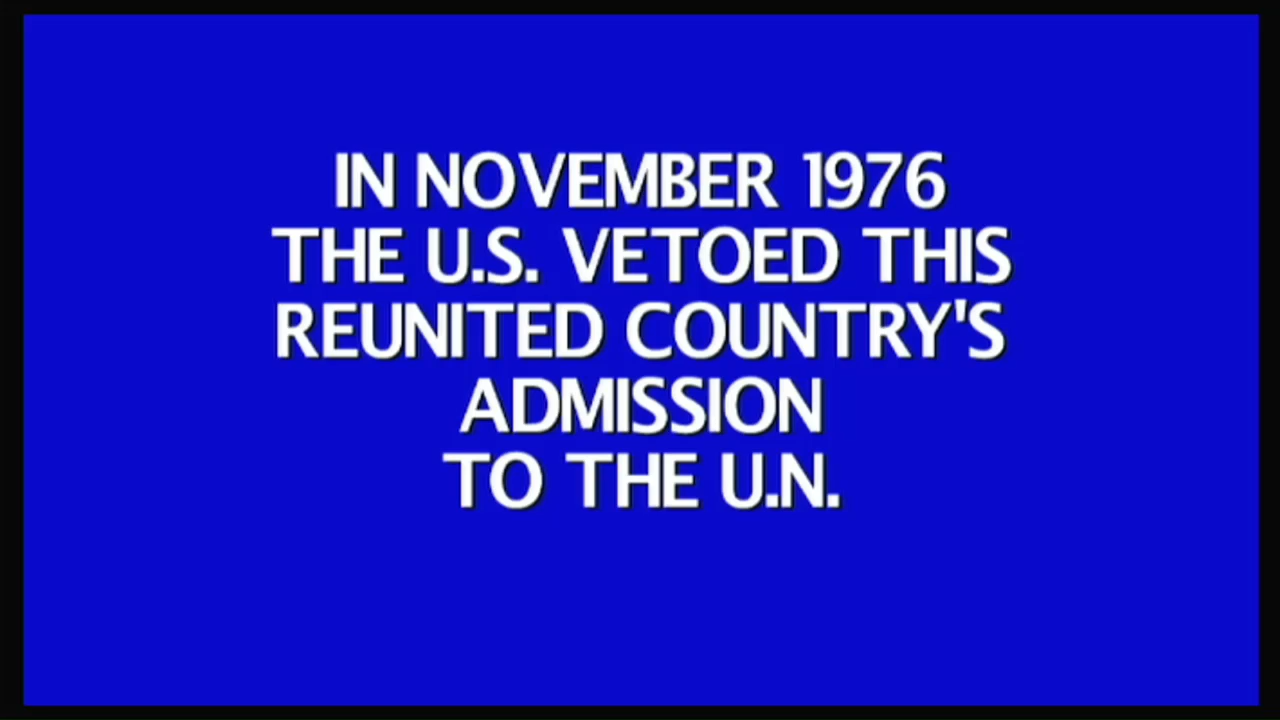 IN NOVEMBER 1976
THE U.S. VETOED THIS
REUNITED COUNTRY'S
ADMISSION
TO THE U.N.